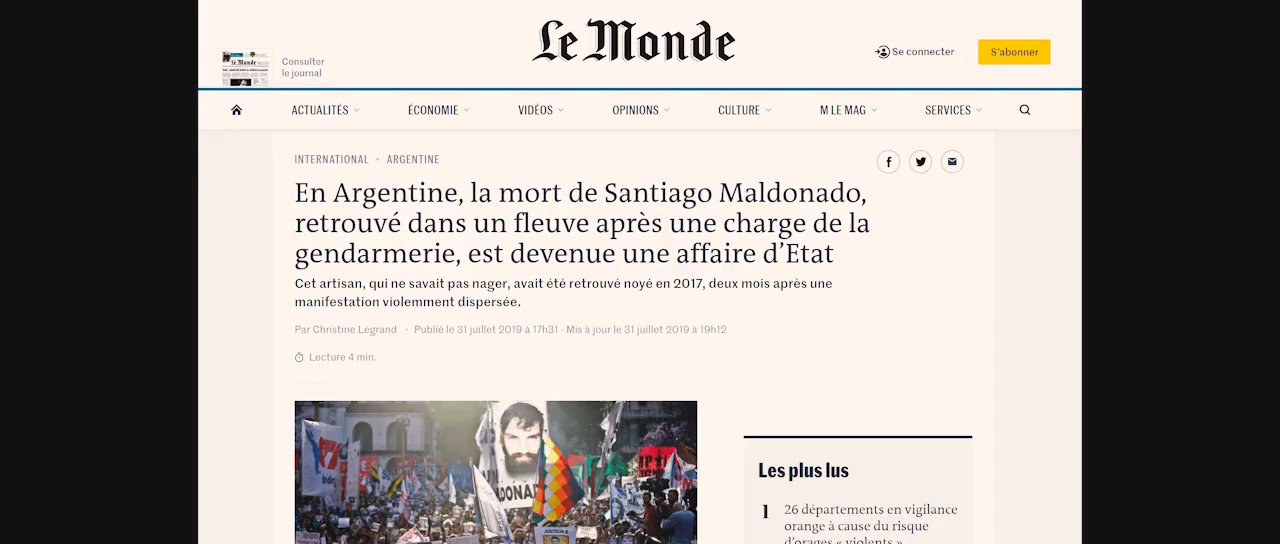 Le Monde
Consulter
le journal
Se connecter
S'abonner
ACTUALITÉS
ÉCONOMIE
VIDÉOS
OPINIONS
CULTURE
M LE MAG
SERVICES
INTERNATIONAL • ARGENTINE
En Argentine, la mort de Santiago Maldonado,
retrouvé dans un fleuve après une charge de la
gendarmerie, est devenue une affaire d’Etat
Cet artisan, qui ne savait pas nager, avait été retrouvé noyé en 2017, deux mois après une
manifestation violemment dispersée.
Par Christine Legrand • Publié le 31 juillet 2019 à 17h31 - Mis à jour le 31 juillet 2019 à 19h12
Lecture 4 min.
Les plus lus
1
26 départements en vigilance
orange à cause du risque
d’orages « violents »